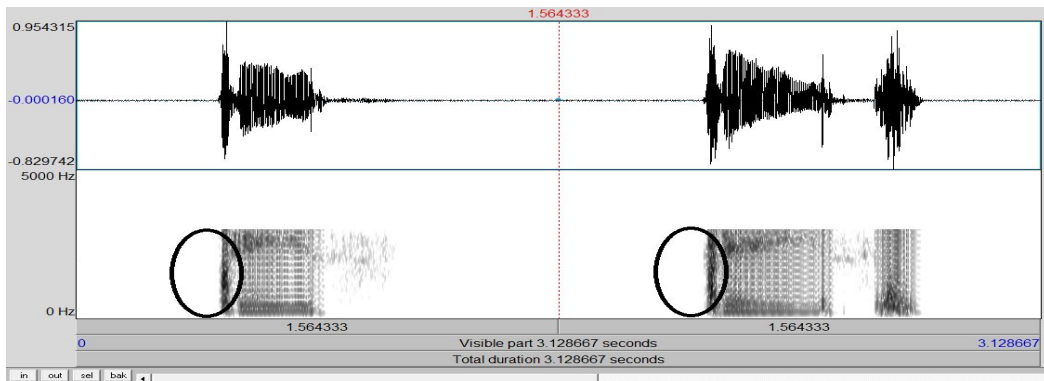 1.564333
0.954315
-0.000160
-0.829742
5000 Hz
0 Hz
1.564333 1.564333
0 Visible part 3.128667 seconds 3.128667
Total duration 3.128667 seconds
in out sel bak